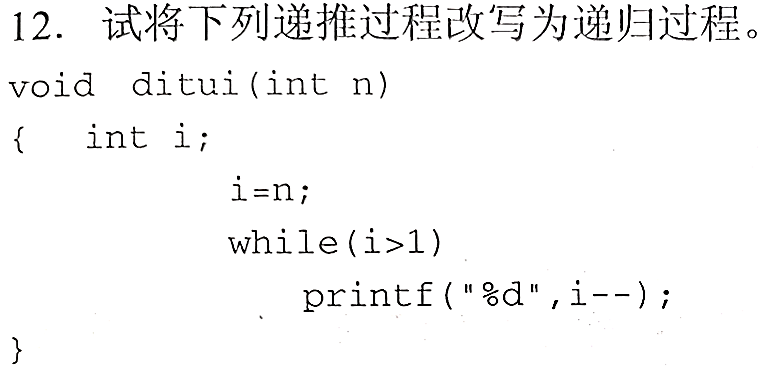 12. 试将下列递推过程改写为递归过程。
void ditui(int n)
{ int i;
i=n;
while(i>1)
printf("%d",i--);
}